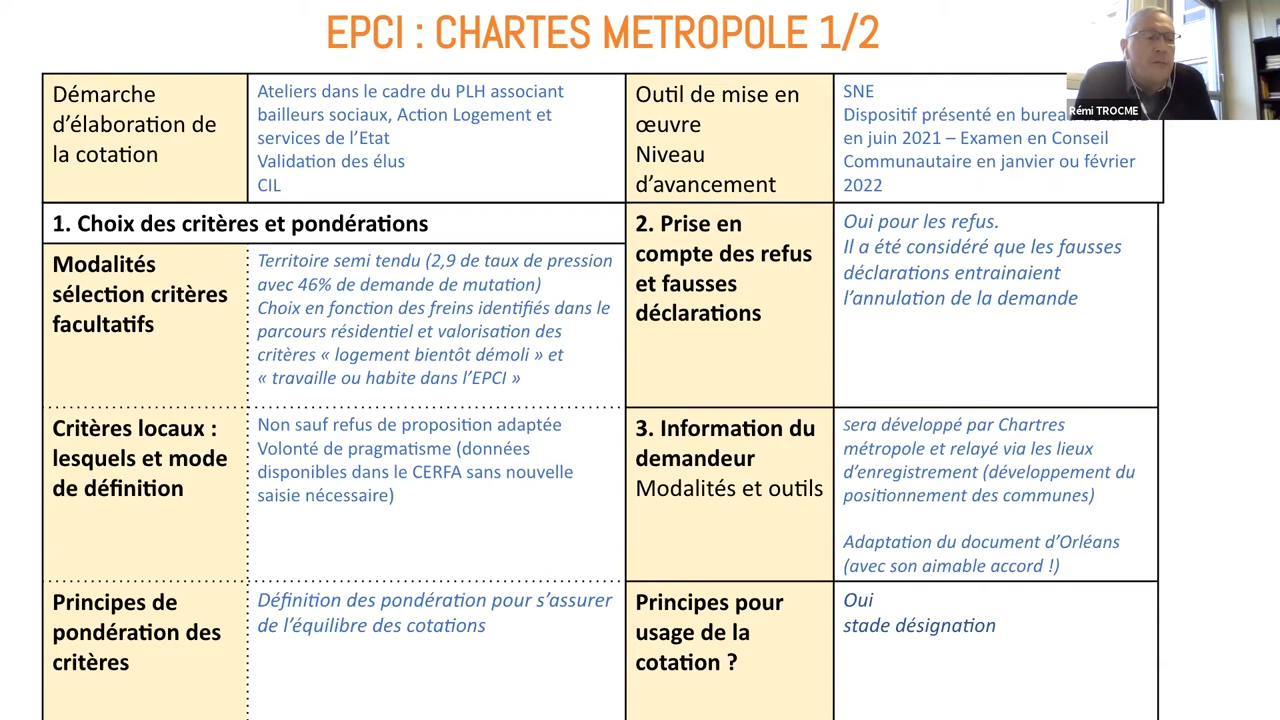 EPCI : CHARTES METROPOLE 1/2
Rémi TROCME
Démarche
d’élaboration de
la cotation
Ateliers dans le cadre du PLH associant
bailleurs sociaux, Action Logement et
services de l’Etat
Validation des élus
CIL
Outil de mise en
œuvre
Niveau
d’avancement
SNE
Dispositif présenté en
en juin 2021 – Examen en Conseil
Communautaire en janvier ou février
2022
1. Choix des critères et pondérations
Modalités
sélection critères
facultatifs
Territoire semi tendu (2,9 de taux de pression
avec 46% de demande de mutation)
Choix en fonction des freins identifiés dans le
parcours résidentiel et valorisation des
critères « logement bientôt démoli » et
« travaille ou habite dans l’EPCI »
2. Prise en
compte des refus
et fausses
déclarations
Oui pour les refus.
Il a été considéré que les fausses
déclarations entrainaient
l’annulation de la demande
Critères locaux :
lesquels et mode
de définition
Non sauf refus de proposition adaptée
Volonté de pragmatisme (données
disponibles dans le CERFA sans nouvelle
saisie nécessaire)
3. Information du
demandeur
Modalités et outils
sera développé par Chartres
métropole et relayé via les lieux
d’enregistrement (développement du
positionnement des communes)
Adaptation du document d’Orléans
(avec son aimable accord !)
Principes de
pondération des
critères
Définition des pondération pour s’assurer
de l’équilibre des cotations
Principes pour
usage de la
cotation ?
Oui
stade désignation